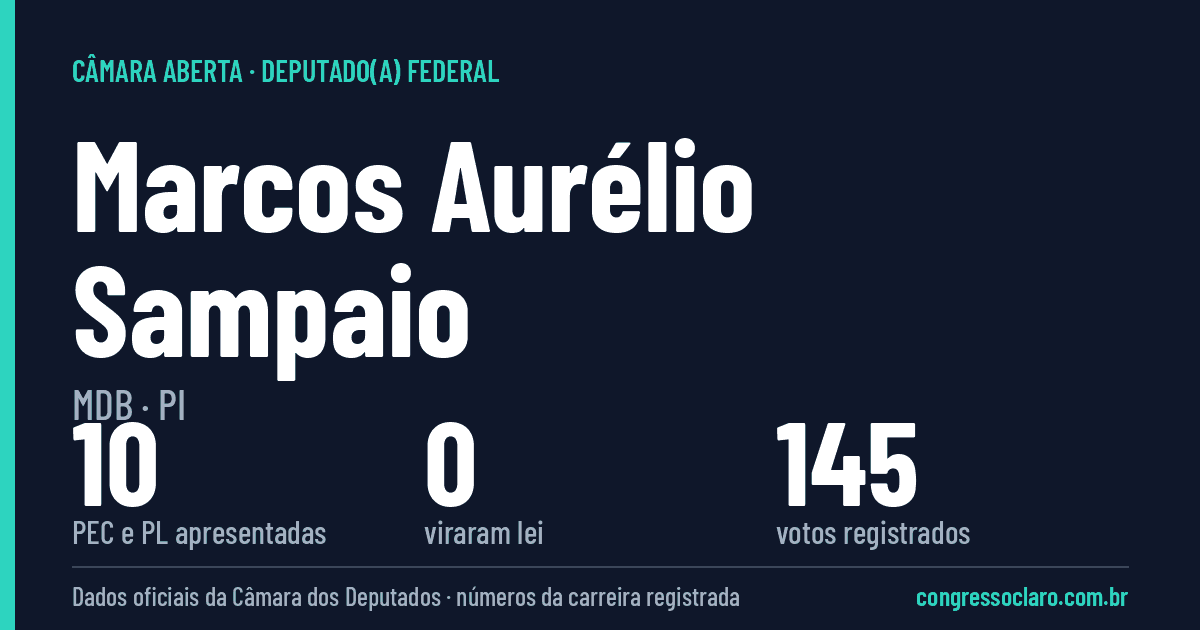 CÂMARA ABERTA · DEPUTADO(A) FEDERAL
Marcos Aurélio
Sampaio
MDB · PI
10 0 145
PEC e PL apresentadas viraram lei votos registrados
Dados oficiais da Câmara dos Deputados · números da carreira registrada congressoclaro.com.br